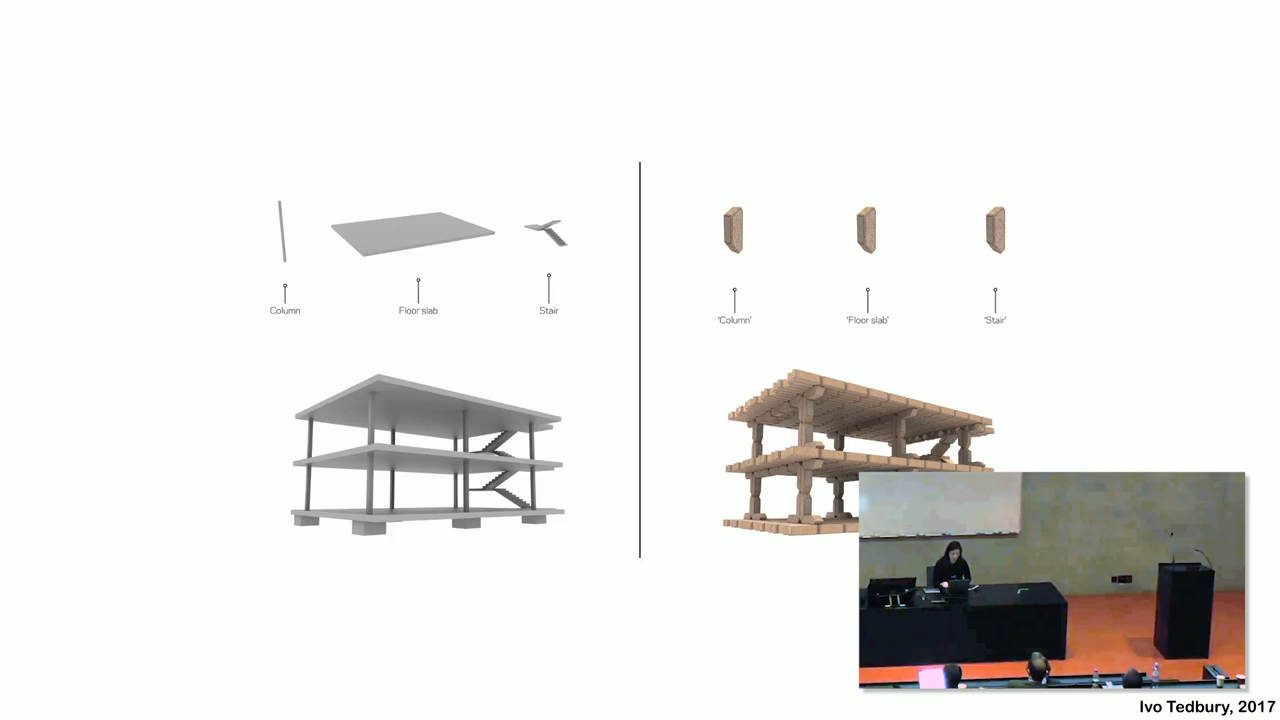 Column
Floor slab
Stair
'Column'
'Floor slab'
'Stair'
Ivo Tedbury, 2017